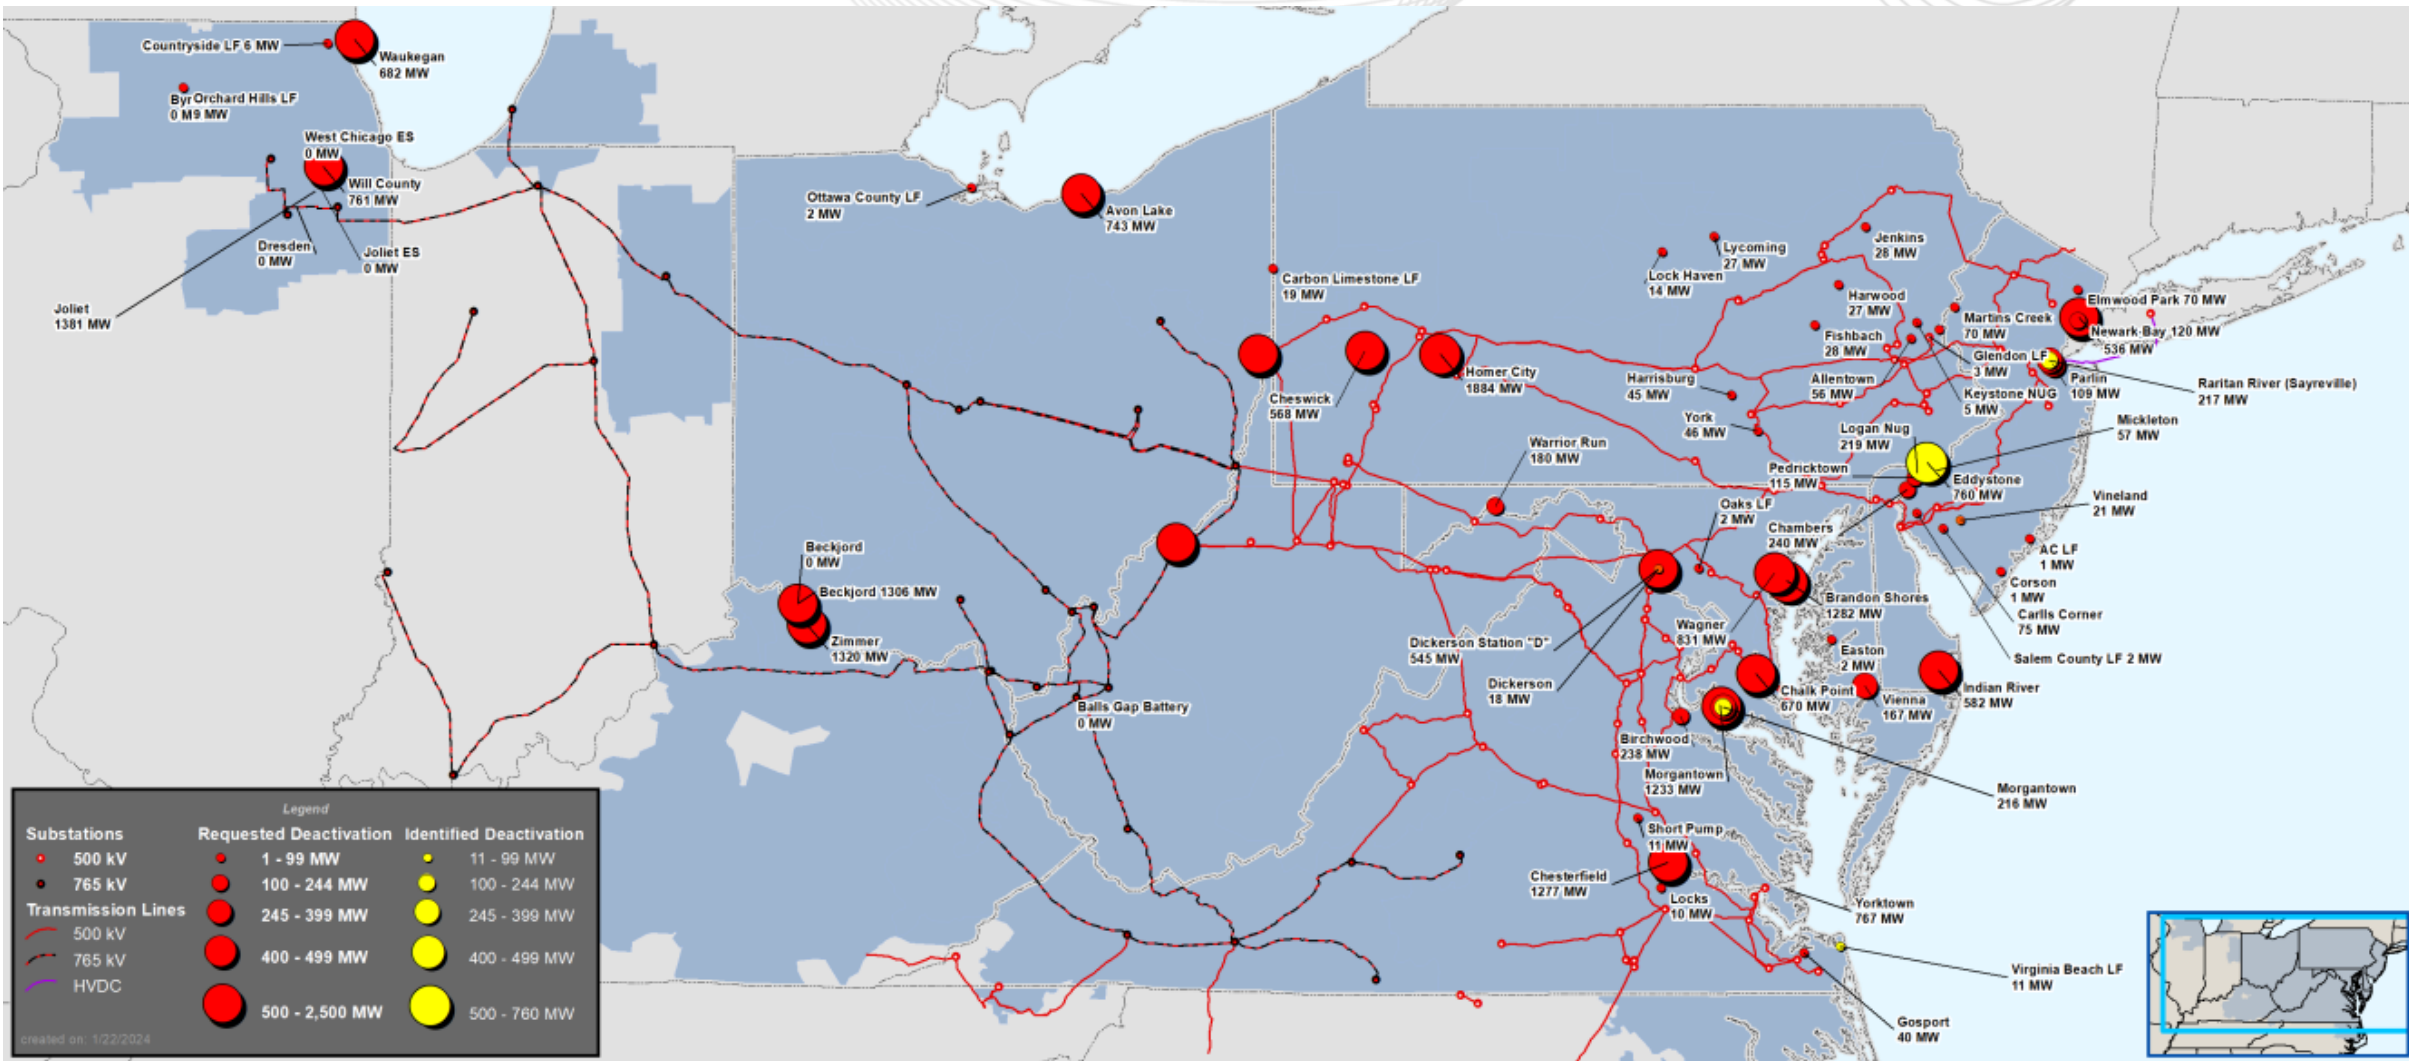 Countryside LF 6 MW
Waukegan
682 MW
Byr Orchard Hills LF
0 M 9 MW
West Chicago ES
0 MW
Will County
761 MW
Dresden
0 MW
Joliet ES
0 MW
Joliet
1381 MW
Ottawa County LF
2 MW
Avon Lake
743 MW
Carbon Limestone LF
19 MW
Lycoming
27 MW
Lock Haven
14 MW
Jenkins
28 MW
Harwood
27 MW
Fishbach
28 MW
Martins Creek
70 MW
Elmwood Park 70 MW
Newark Bay 120 MW
536 MW
Glendon LF
3 MW
Parlin
109 MW
Raritan River (Sayreville)
217 MW
Cheswick
568 MW
Homer City
1884 MW
Harrisburg
45 MW
Allentown
56 MW
Keystone NUG
5 MW
York
46 MW
Logan Nug
219 MW
Mickleton
57 MW
Warrior Run
180 MW
Pedricktown
115 MW
Eddystone
760 MW
Vineland
21 MW
Oaks LF
2 MW
Chambers
240 MW
AC LF
1 MW
Corson
1 MW
Carlls Corner
75 MW
Salem County LF 2 MW
Beckjord
0 MW
Beckjord 1306 MW
Zimmer
1320 MW
Brandon Shores
1282 MW
Wagner
831 MW
Dickerson Station "D"
545 MW
Dickerson
18 MW
Easton
2 MW
Chalk Point
670 MW
Vienna
167 MW
Indian River
582 MW
Balls Gap Battery
0 MW
Birchwood
238 MW
Morgantown
1233 MW
Morgantown
216 MW
Short Pump
11 MW
Chesterfield
1277 MW
Locks
10 MW
Yorktown
767 MW
Virginia Beach LF
11 MW
Gosport
40 MW
Legend
Substations
500 kV
765 kV
Transmission Lines
500 kV
765 kV
HVDC
Requested Deactivation
1 - 99 MW
100 - 244 MW
245 - 399 MW
400 - 499 MW
500 - 2,500 MW
Identified Deactivation
11 - 99 MW
100 - 244 MW
245 - 399 MW
400 - 499 MW
500 - 760 MW
created on: 1/22/2024